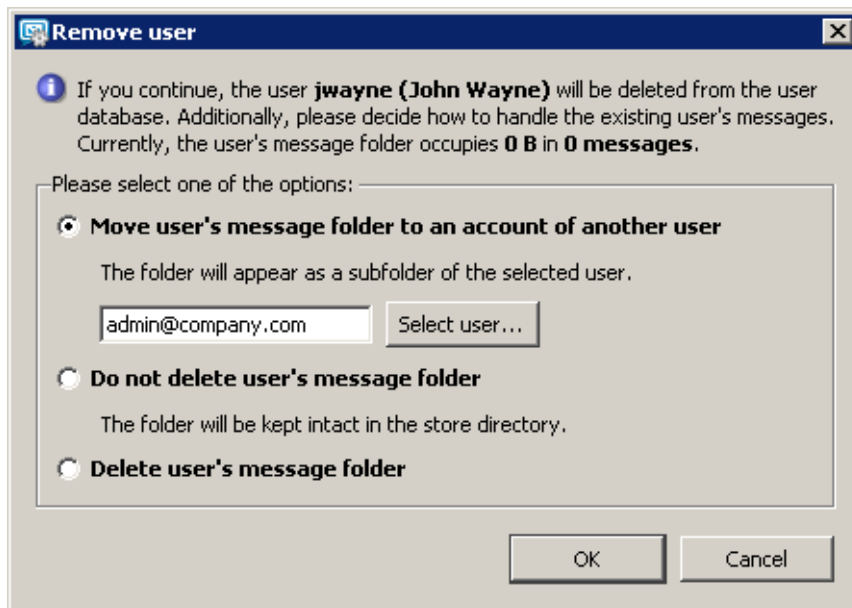 Remove user
If you continue, the user jwayne (John Wayne) will be deleted from the user
database. Additionally, please decide how to handle the existing user's messages.
Currently, the user's message folder occupies 0 B in 0 messages.
Please select one of the options:
Move user's message folder to an account of another user
The folder will appear as a subfolder of the selected user.
admin@company.com Select user...
Do not delete user's message folder
The folder will be kept intact in the store directory.
Delete user's message folder
OK Cancel